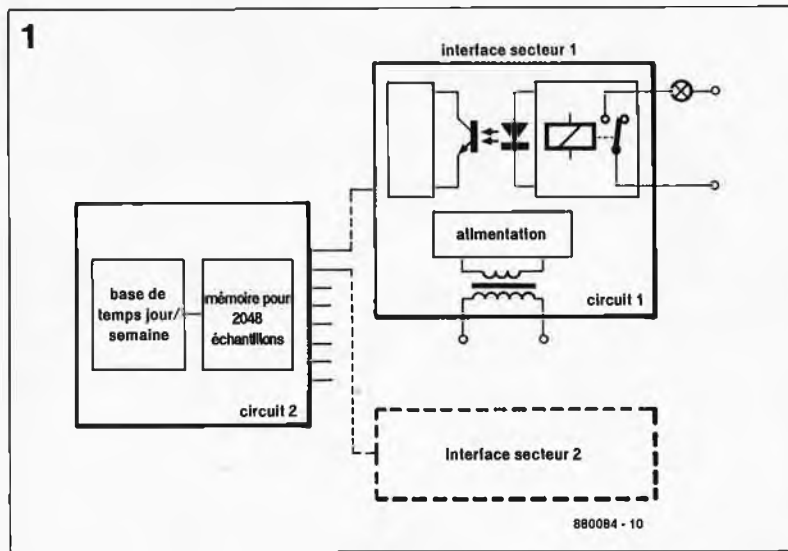 1
interface secteur 1
alimentation
circuit 1
base de
temps jour/
semaine
mémoire pour
2048
échantillons
circuit 2
Interface secteur 2
880084 - 10